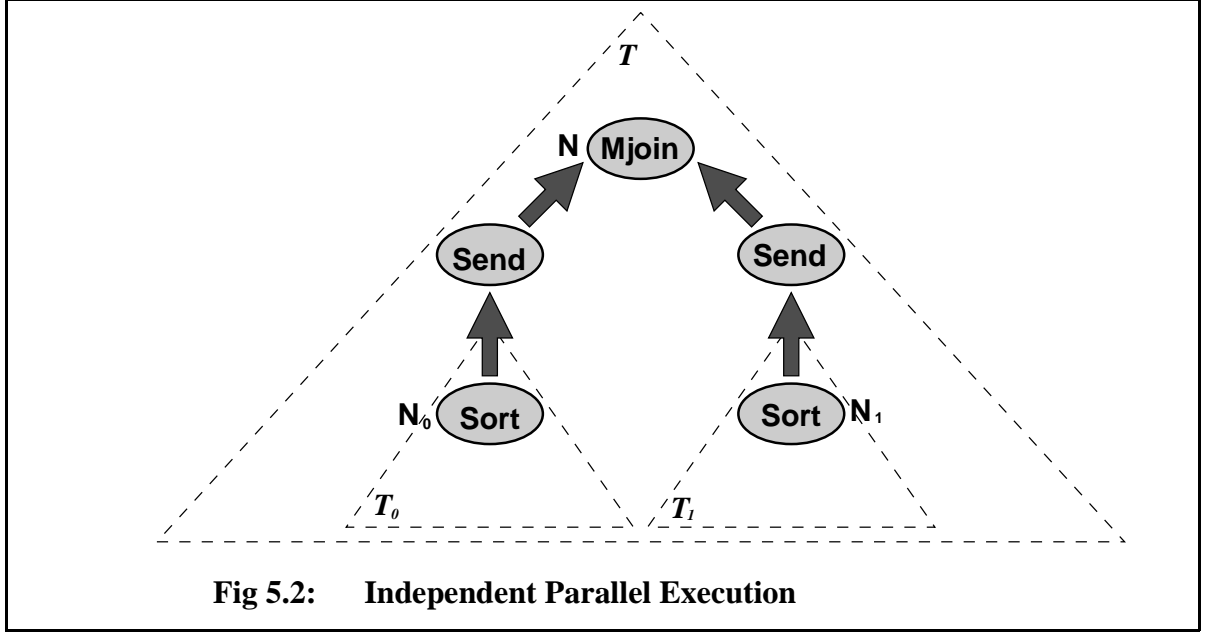 T
N Mjoin
Send Send
N₀ Sort Sort N₁
T₀ T₁
Fig 5.2: Independent Parallel Execution